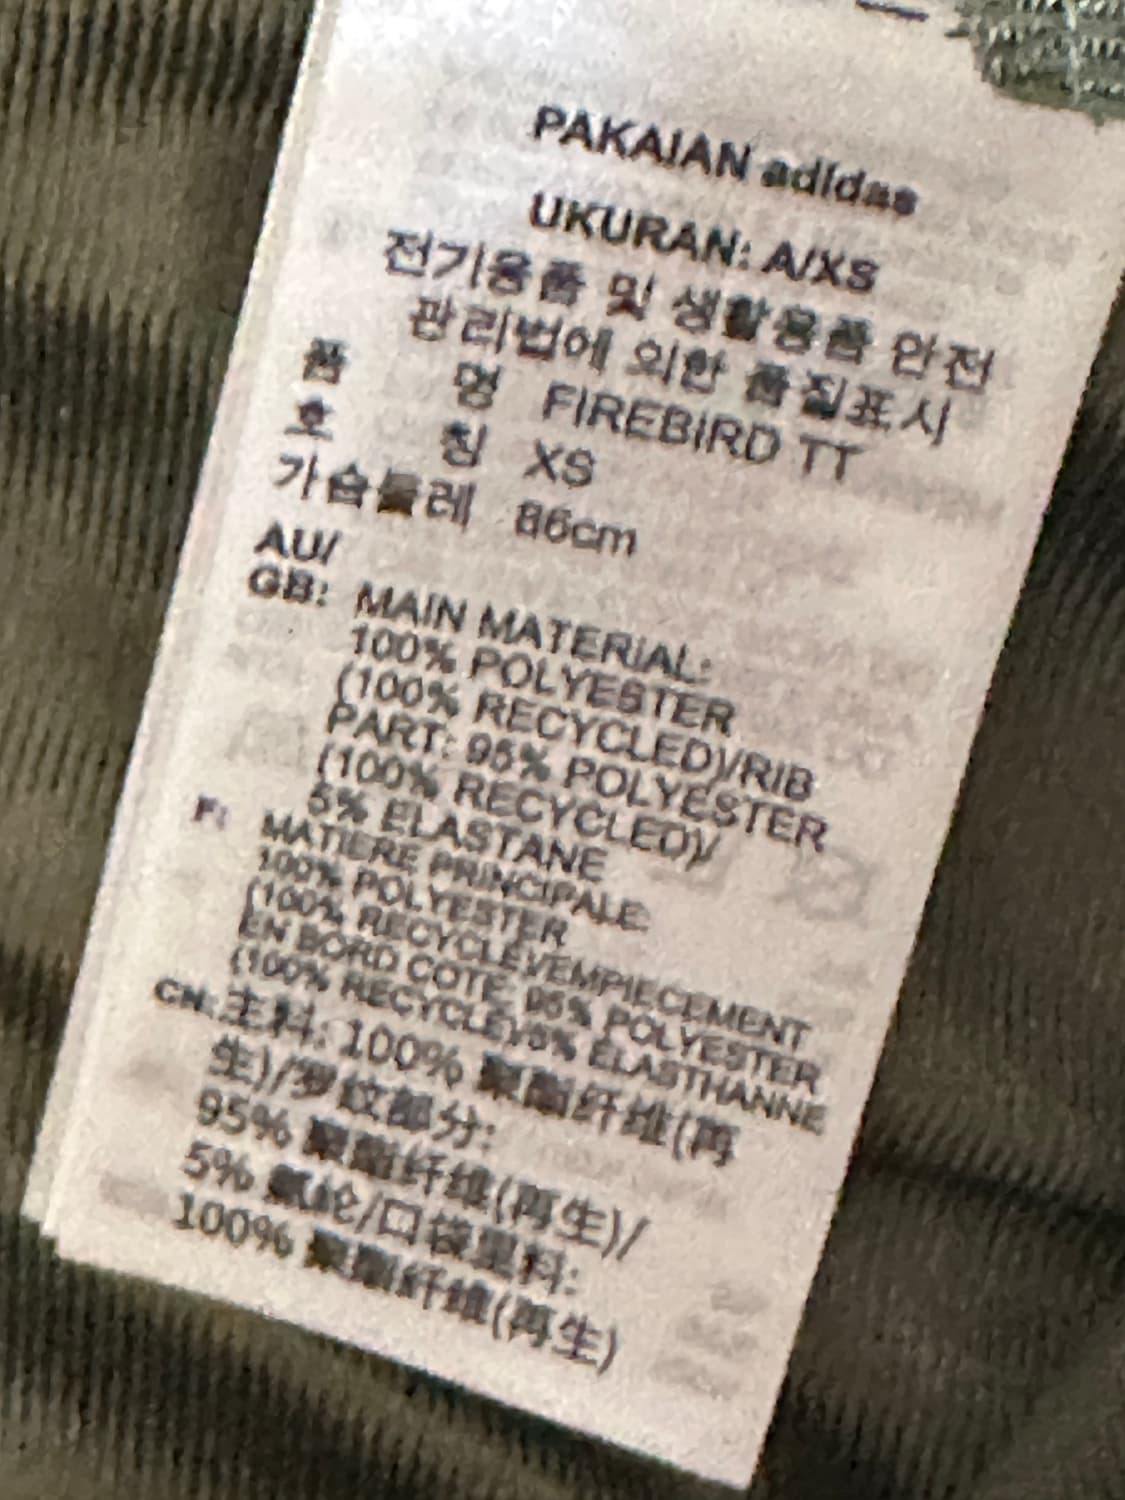 PAKAIAN adidas
UKURAN: A/XS
전기용품 및 생활용품 안전
관리법에 의한 품질표시
품 명 FIREBIRD TT
호 칭 XS
가슴둘레 86cm
AU/
GB: MAIN MATERIAL:
100% POLYESTER
(100% RECYCLED)/RIB
PART: 95% POLYESTER
(100% RECYCLED)/
5% ELASTANE
F: MATIERE PRINCIPALE:
100% POLYESTER
(100% RECYCLE)/EMPIECEMENT
EN BORD COTE: 95% POLYESTER
(100% RECYCLE)/5% ELASTHANNE
CN: 主料: 100% 聚酯纤维(再
生)/罗纹部分:
95% 聚酯纤维(再生)/
5% 氨纶/口袋里料:
100% 聚酯纤维(再生)